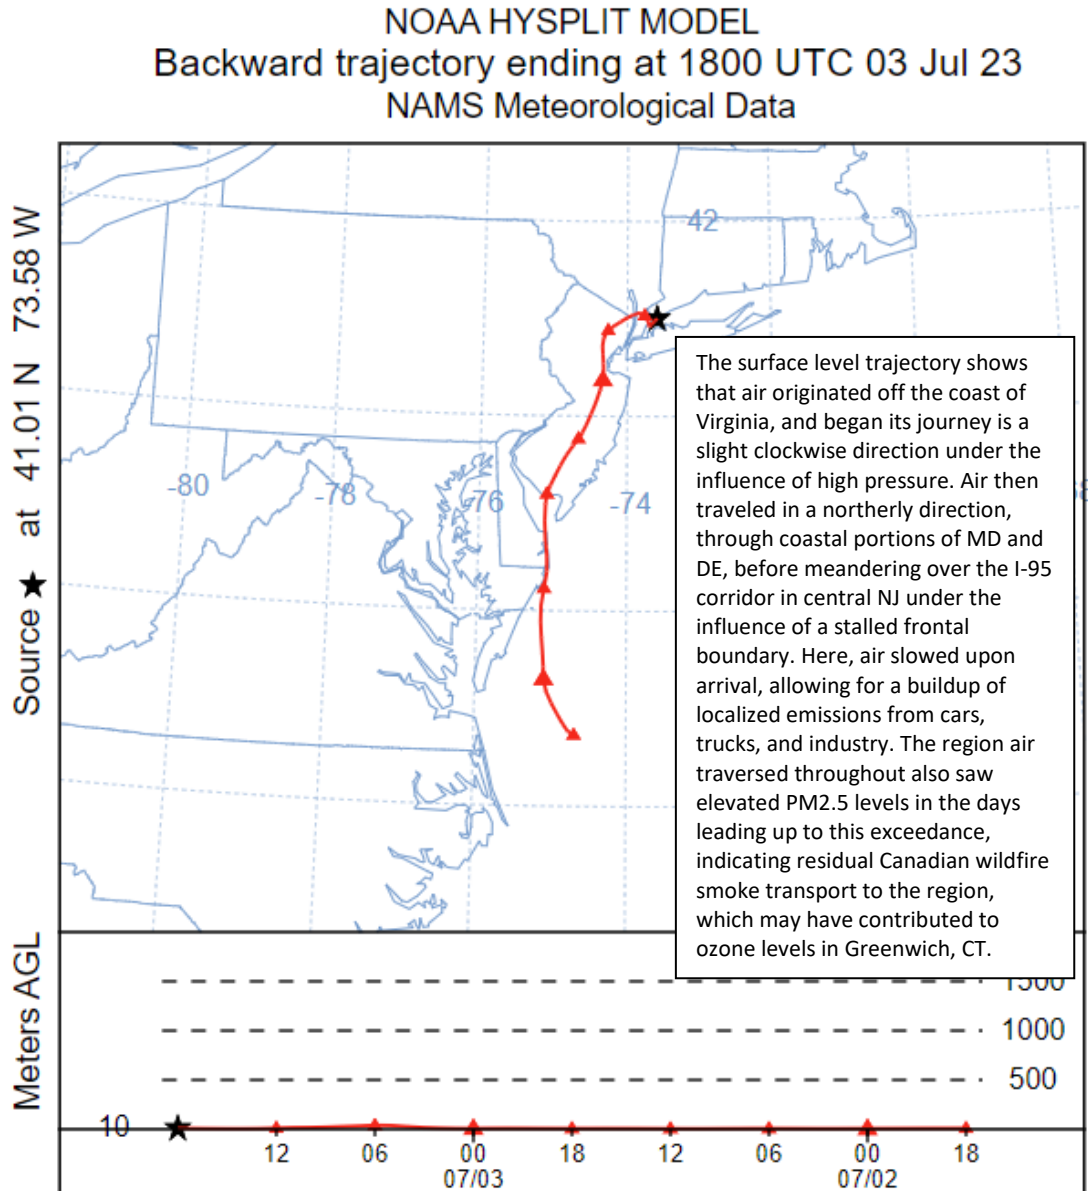 NOAA HYSPLIT MODEL
Backward trajectory ending at 1800 UTC 03 Jul 23
NAMS Meteorological Data
Source ★ at 41.01 N 73.58 W
42
-80
-78
-76
-74
The surface level trajectory shows
that air originated off the coast of
Virginia, and began its journey is a
slight clockwise direction under the
influence of high pressure. Air then
traveled in a northerly direction,
through coastal portions of MD and
DE, before meandering over the I-95
corridor in central NJ under the
influence of a stalled frontal
boundary. Here, air slowed upon
arrival, allowing for a buildup of
localized emissions from cars,
trucks, and industry. The region air
traversed throughout also saw
elevated PM2.5 levels in the days
leading up to this exceedance,
indicating residual Canadian wildfire
smoke transport to the region,
which may have contributed to
ozone levels in Greenwich, CT.
Meters AGL
1500
1000
500
10
12 06 00 18 12 06 00 18
07/03 07/02